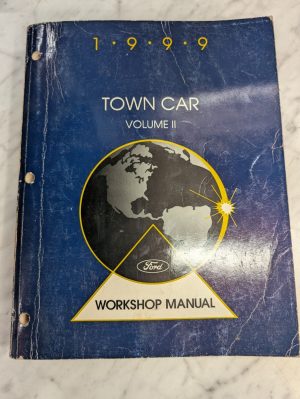 1•9•9•9
TOWN CAR
VOLUME II
Ford
WORKSHOP MANUAL